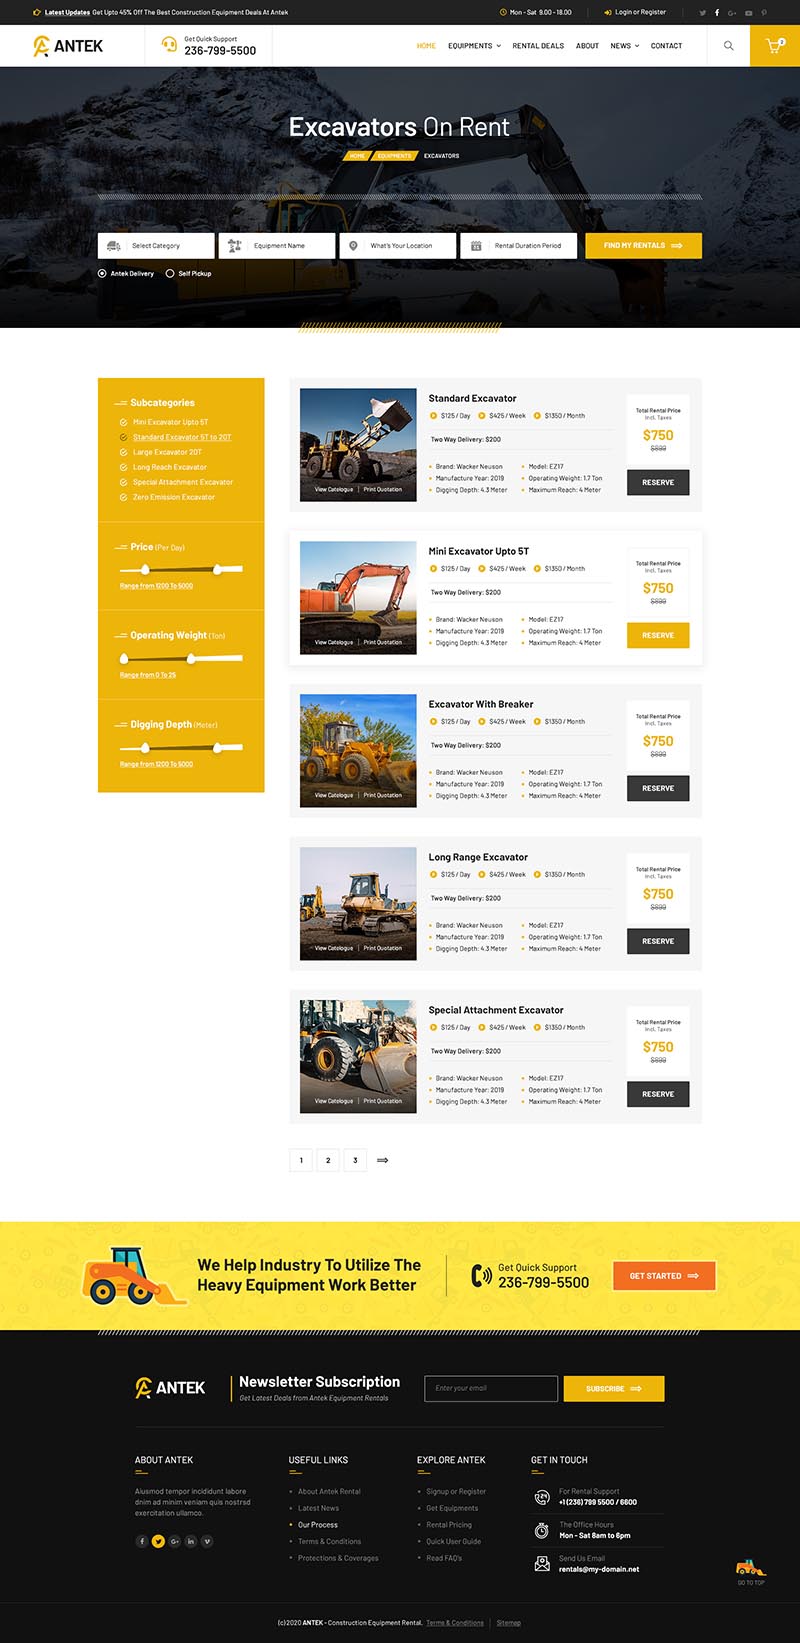 Latest Updates Get Upto 45% Off The Best Construction Equipment Deals At Antek
Mon - Sat 9.00 - 18.00
Login or Register
ANTEK
Get Quick Support
236-799-5500
HOME
EQUIPMENTS
RENTAL DEALS
ABOUT
NEWS
CONTACT
Excavators On Rent
HOME
EQUIPMENTS
EXCAVATORS
Select Category
Equipment Name
What's Your Location
Rental Duration Period
FIND MY RENTALS
Antek Delivery
Self Pickup
Subcategories
Mini Excavator Upto 5T
Standard Excavator 5T to 20T
Large Excavator 20T
Long Reach Excavator
Special Attachment Excavator
Zero Emission Excavator
Price (Per Day)
Range from 1200 To 5000
Operating Weight (Ton)
Range from 0 To 25
Digging Depth (Meter)
Range from 1200 To 5000
View Catelogue | Print Quotation
Standard Excavator
$125 / Day
$425 / Week
$1350 / Month
Two Way Delivery: $200
Brand: Wacker Neuson
Model: EZ17
Manufacture Year: 2019
Operating Weight: 1.7 Ton
Digging Depth: 4.3 Meter
Maximum Reach: 4 Meter
Total Rental Price
Incl. Taxes
$750
$899
RESERVE
View Catelogue | Print Quotation
Mini Excavator Upto 5T
$125 / Day
$425 / Week
$1350 / Month
Two Way Delivery: $200
Brand: Wacker Neuson
Model: EZ17
Manufacture Year: 2019
Operating Weight: 1.7 Ton
Digging Depth: 4.3 Meter
Maximum Reach: 4 Meter
Total Rental Price
Incl. Taxes
$750
$899
RESERVE
View Catelogue | Print Quotation
Excavator With Breaker
$125 / Day
$425 / Week
$1350 / Month
Two Way Delivery: $200
Brand: Wacker Neuson
Model: EZ17
Manufacture Year: 2019
Operating Weight: 1.7 Ton
Digging Depth: 4.3 Meter
Maximum Reach: 4 Meter
Total Rental Price
Incl. Taxes
$750
$899
RESERVE
View Catelogue | Print Quotation
Long Range Excavator
$125 / Day
$425 / Week
$1350 / Month
Two Way Delivery: $200
Brand: Wacker Neuson
Model: EZ17
Manufacture Year: 2019
Operating Weight: 1.7 Ton
Digging Depth: 4.3 Meter
Maximum Reach: 4 Meter
Total Rental Price
Incl. Taxes
$750
$899
RESERVE
View Catelogue | Print Quotation
Special Attachment Excavator
$125 / Day
$425 / Week
$1350 / Month
Two Way Delivery: $200
Brand: Wacker Neuson
Model: EZ17
Manufacture Year: 2019
Operating Weight: 1.7 Ton
Digging Depth: 4.3 Meter
Maximum Reach: 4 Meter
Total Rental Price
Incl. Taxes
$750
$899
RESERVE
1 2 3
We Help Industry To Utilize The
Heavy Equipment Work Better
Get Quick Support
236-799-5500
GET STARTED
ANTEK
Newsletter Subscription
Get Latest Deals from Antek Equipment Rentals
Enter your email
SUBSCRIBE
ABOUT ANTEK
Aiusmod tempor incididunt labore
dnim ad minim veniam quis nostrsd
exercitation ullamco.
USEFUL LINKS
About Antek Rental
Latest News
Our Process
Terms & Conditions
Protections & Coverages
EXPLORE ANTEK
Signup or Register
Get Equipments
Rental Pricing
Quick User Guide
Read FAQ's
GET IN TOUCH
For Rental Support
+1 (236) 799 5500 / 6600
The Office Hours
Mon - Sat 8am to 6pm
Send Us Email
rentals@my-domain.net
GO TO TOP
(c) 2020 ANTEK - Construction Equipment Rental. Terms & Conditions | Sitemap